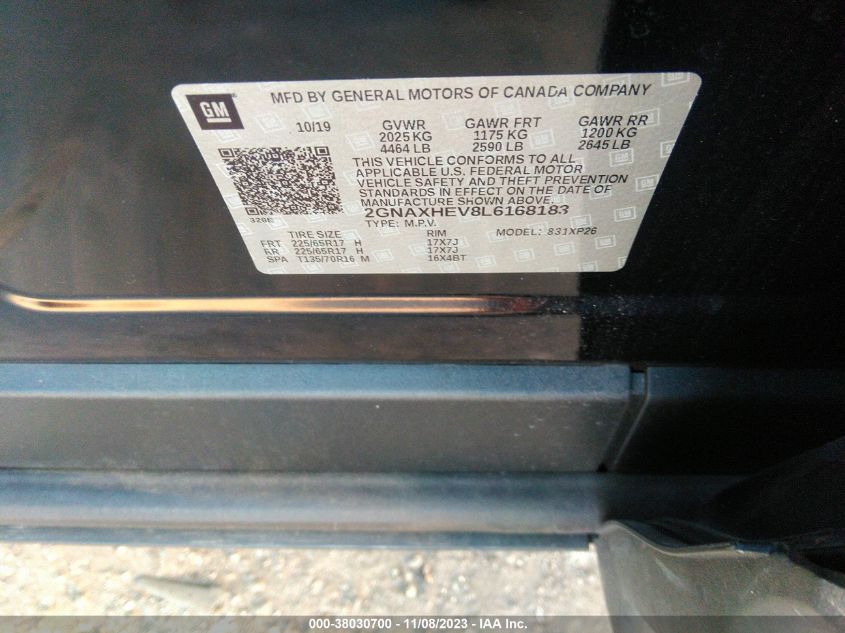 GM
MFD BY GENERAL MOTORS OF CANADA COMPANY
10/19 GVWR GAWR FRT GAWR RR
2025 KG 1175 KG 1200 KG
4464 LB 2590 LB 2645 LB
THIS VEHICLE CONFORMS TO ALL
APPLICABLE U.S. FEDERAL MOTOR
VEHICLE SAFETY AND THEFT PREVENTION
STANDARDS IN EFFECT ON THE DATE OF
MANUFACTURE SHOWN ABOVE.
2GNAXHEV8L6168183
TYPE: M.P.V. MODEL: 831XP26
TIRE SIZE RIM
FRT 225/65R17 H 17X7J
RR 225/65R17 H 17X7J
SPA T135/70R16 M 16X4BT
000-38030700 - 11/08/2023 - IAA Inc.